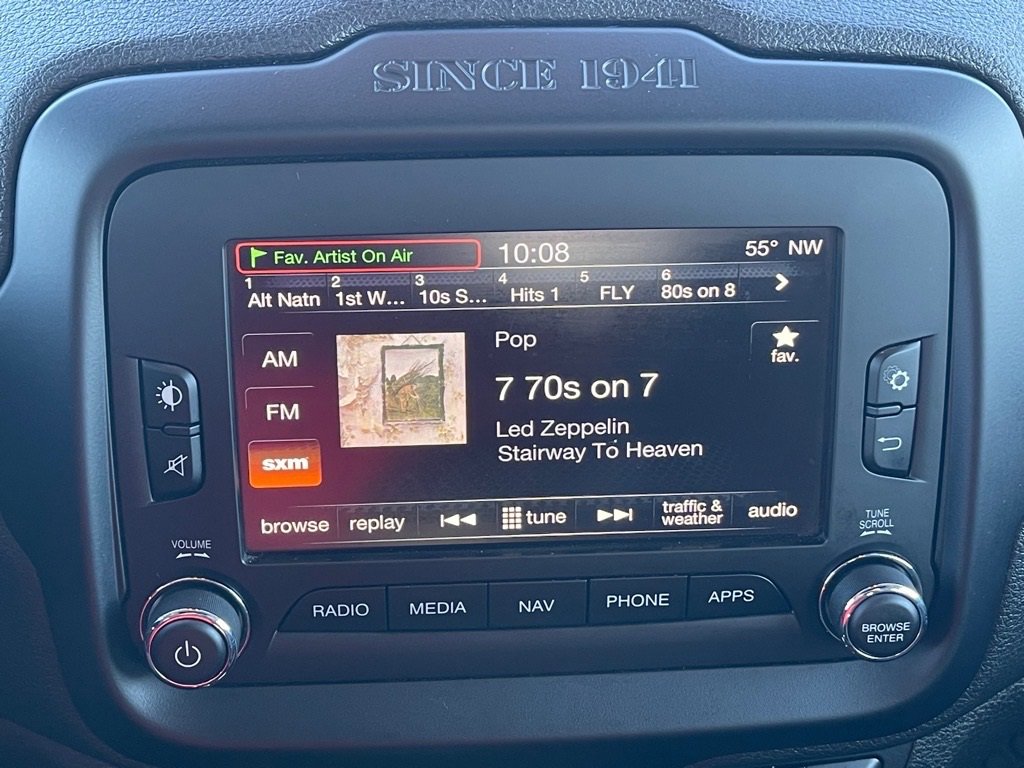 SINCE 1941
Fav. Artist On Air 10:08 55° NW
1 2 3 4 5 6
Alt Natn 1st W... 10s S... Hits 1 FLY 80s on 8
AM
FM
sxm
Pop
7 70s on 7
Led Zeppelin
Stairway To Heaven
fav.
browse replay tune traffic & weather audio
VOLUME
TUNE
SCROLL
RADIO MEDIA NAV PHONE APPS
BROWSE
ENTER